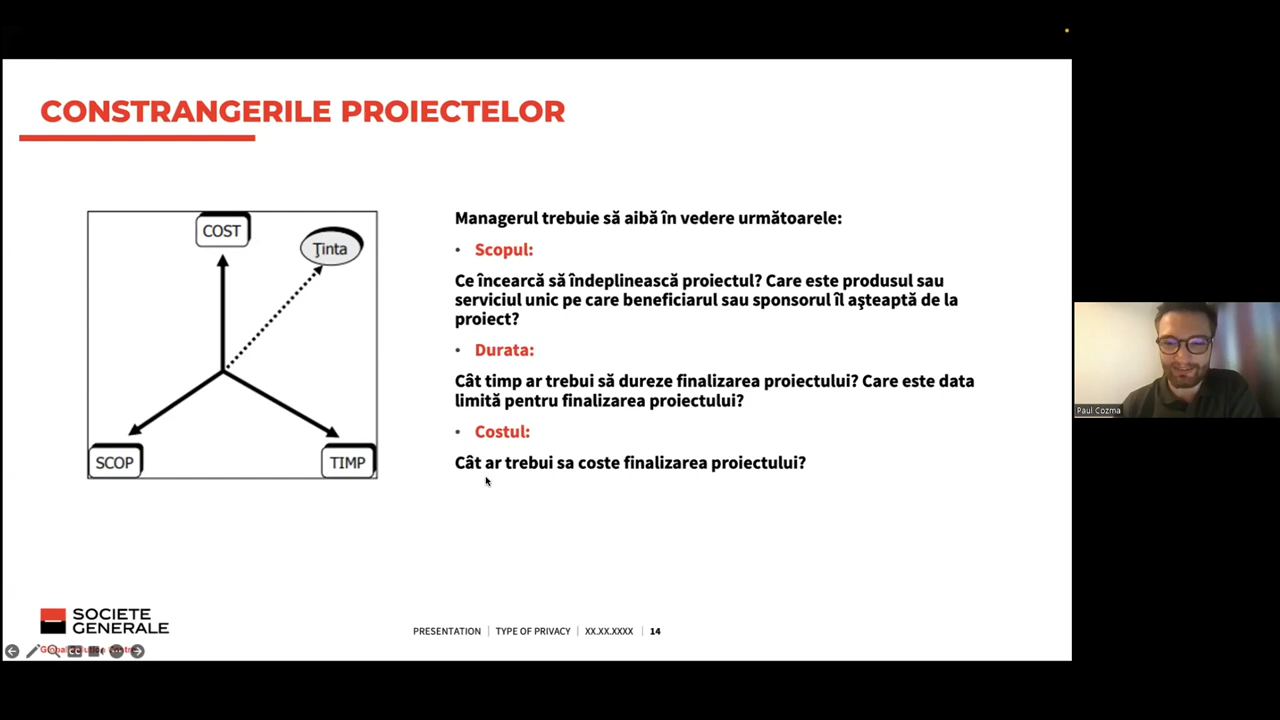 CONSTRANGERILE PROIECTELOR
COST
Ţinta
SCOP
TIMP
Managerul trebuie să aibă în vedere următoarele:
• Scopul:
Ce încearcă să îndeplinească proiectul? Care este produsul sau
serviciul unic pe care beneficiarul sau sponsorul îl aşteaptă de la
proiect?
• Durata:
Cât timp ar trebui să dureze finalizarea proiectului? Care este data
limită pentru finalizarea proiectului?
• Costul:
Cât ar trebui sa coste finalizarea proiectului?
Paul Cozma
SOCIETE
GENERALE
PRESENTATION | TYPE OF PRIVACY | XX.XX.XXXX | 14